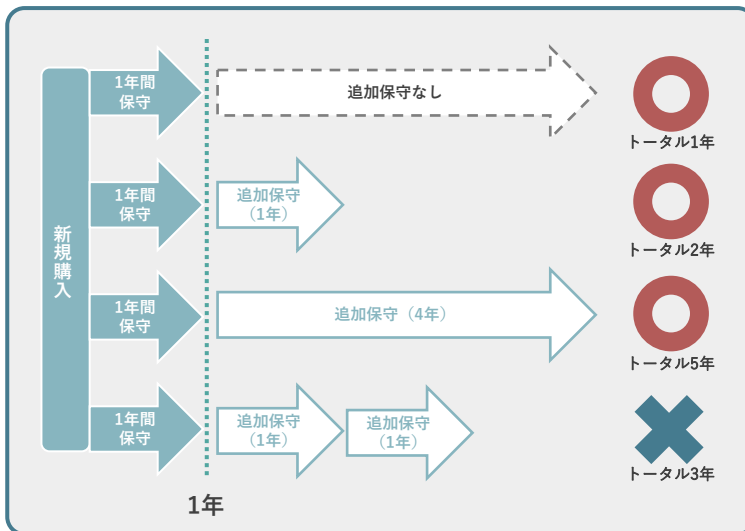 新規購入
1年間
保守
追加保守なし
トータル1年
1年間
保守
追加保守
（1年）
トータル2年
1年間
保守
追加保守（4年）
トータル5年
1年間
保守
追加保守
（1年）
追加保守
（1年）
トータル3年
1年